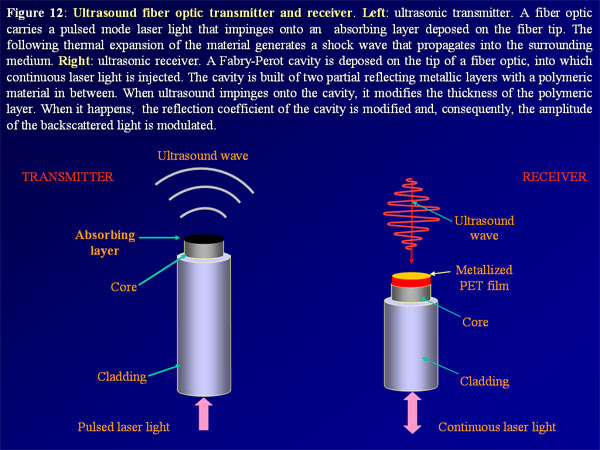 Figure 12: Ultrasound fiber optic transmitter and receiver. Left: ultrasonic transmitter. A fiber optic
carries a pulsed mode laser light that impinges onto an absorbing layer deposed on the fiber tip. The
following thermal expansion of the material generates a shock wave that propagates into the surrounding
medium. Right: ultrasonic receiver. A Fabry-Perot cavity is deposed on the tip of a fiber optic, into which
continuous laser light is injected. The cavity is built of two partial reflecting metallic layers with a polymeric
material in between. When ultrasound impinges onto the cavity, it modifies the thickness of the polymeric
layer. When it happens, the reflection coefficient of the cavity is modified and, consequently, the amplitude
of the backscattered light is modulated.
Ultrasound wave
TRANSMITTER
Absorbing
layer
Core
Cladding
Pulsed laser light
RECEIVER
Ultrasound
wave
Metallized
PET film
Core
Cladding
Continuous laser light